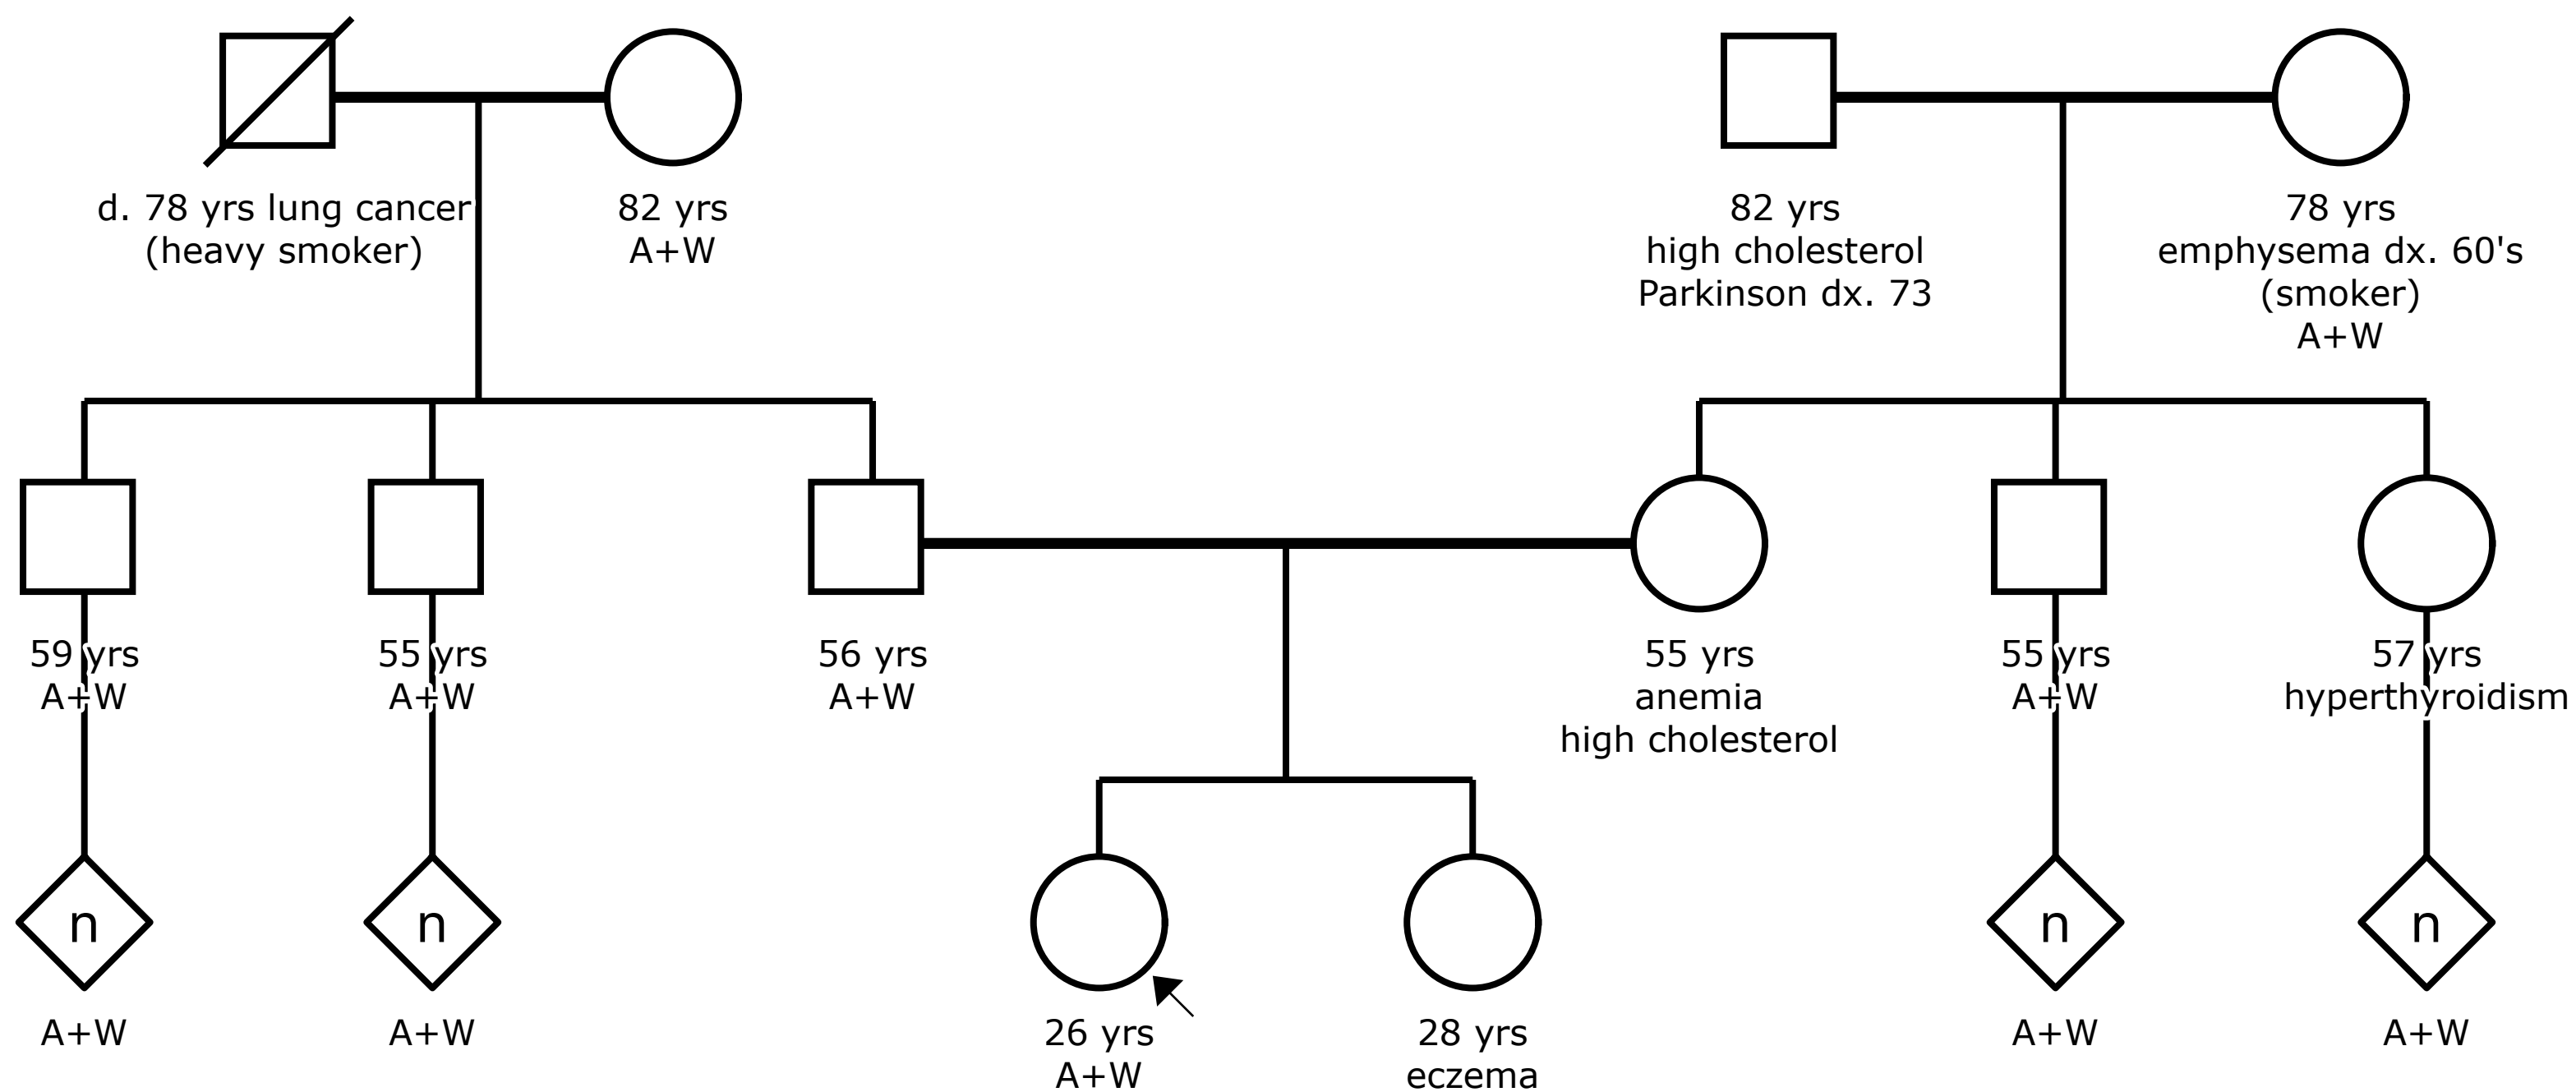 d. 78 yrs lung cancer
(heavy smoker)
82 yrs
A+W
82 yrs
high cholesterol
Parkinson dx. 73
78 yrs
emphysema dx. 60's
(smoker)
A+W
59 yrs
A+W
55 yrs
A+W
56 yrs
A+W
55 yrs
anemia
high cholesterol
55 yrs
A+W
57 yrs
hyperthyroidism
n
A+W
n
A+W
26 yrs
A+W
28 yrs
eczema
n
A+W
n
A+W